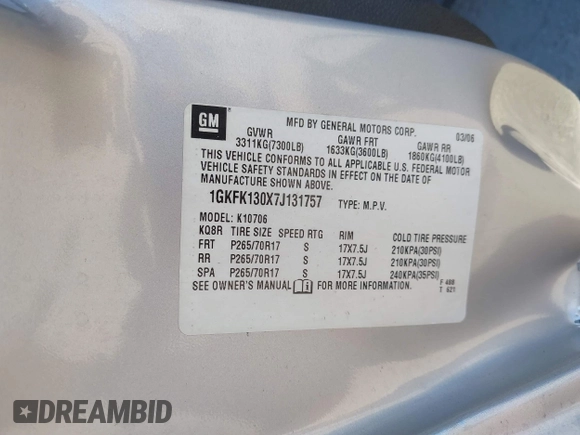 GM
MFD BY GENERAL MOTORS CORP. 03/06
GVWR GAWR FRT GAWR RR
3311KG(7300LB) 1633KG(3600LB) 1860KG(4100LB)
THIS VEHICLE CONFORMS TO ALL APPLICABLE U.S. FEDERAL MOTOR
VEHICLE SAFETY STANDARDS IN EFFECT ON THE DATE OF
MANUFACTURE SHOWN ABOVE.
1GKFK130X7J131757 TYPE: M.P.V.
MODEL: K10706
KQ8R TIRE SIZE SPEED RTG RIM COLD TIRE PRESSURE
FRT P265/70R17 S 17X7.5J 210KPA(30PSI)
RR P265/70R17 S 17X7.5J 210KPA(30PSI)
SPA P265/70R17 S 17X7.5J 240KPA(35PSI)
SEE OWNER'S MANUAL FOR MORE INFORMATION.
F 488
T 621
DREAMBID